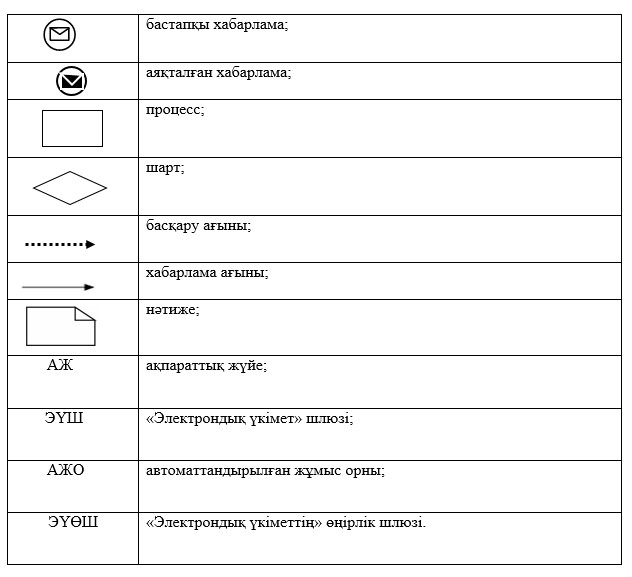 бастапқы хабарлама;
аяқталған хабарлама;
процесс;
шарт;
басқару ағыны;
хабарлама ағыны;
нәтиже;
АЖ ақпараттық жүйе;
ЭҮШ «Электрондық үкімет» шлюзі;
АЖО автоматтандырылған жұмыс орны;
ЭҮӨШ «Электрондық үкіметтің» өңірлік шлюзі.